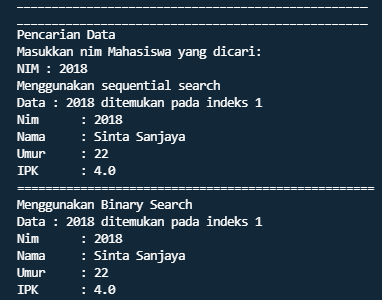 --------------------------------------------------
--------------------------------------------------
Pencarian Data
Masukkan nim Mahasiswa yang dicari:
NIM : 2018
Menggunakan sequential search
Data : 2018 ditemukan pada indeks 1
Nim     : 2018
Nama    : Sinta Sanjaya
Umur    : 22
IPK     : 4.0
===================================================
Menggunakan Binary Search
Data : 2018 ditemukan pada indeks 1
Nim     : 2018
Nama    : Sinta Sanjaya
Umur    : 22
IPK     : 4.0